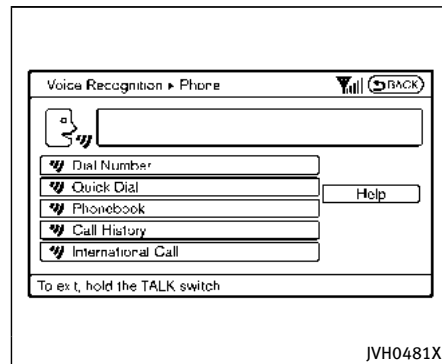 Voice Recognition ▸ Phone BACK
Dial Number
Quick Dial
Help
Phonebook
Call History
International Call
To exit, hold the TALK switch
JVH0481X